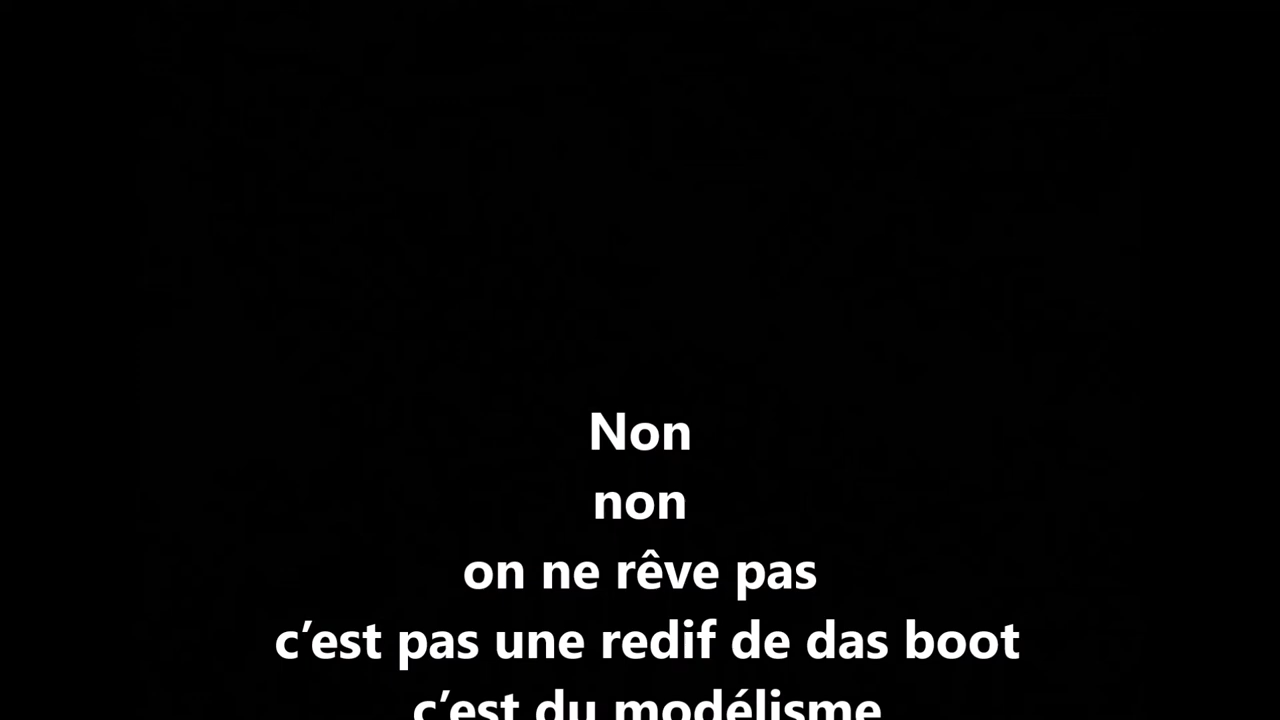 Non
non
on ne rêve pas
c’est pas une redif de das boot
c’est du modélisme